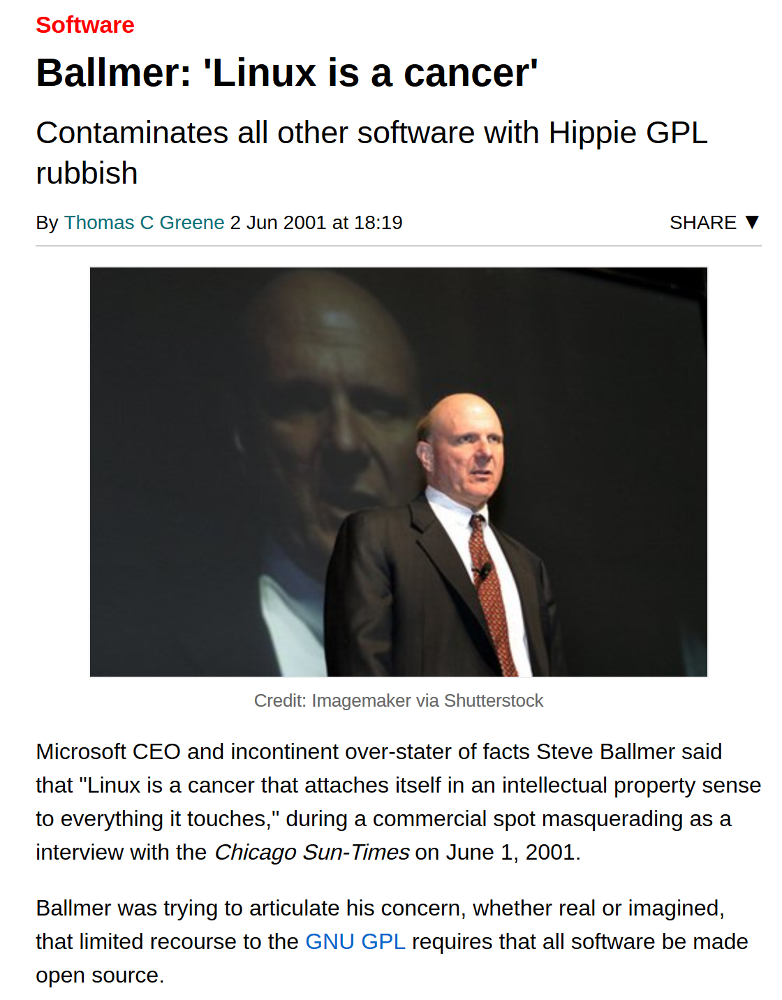 Software
Ballmer: 'Linux is a cancer'
Contaminates all other software with Hippie GPL
rubbish
By Thomas C Greene 2 Jun 2001 at 18:19 SHARE ▼
Credit: Imagemaker via Shutterstock
Microsoft CEO and incontinent over-stater of facts Steve Ballmer said
that "Linux is a cancer that attaches itself in an intellectual property sense
to everything it touches," during a commercial spot masquerading as a
interview with the Chicago Sun-Times on June 1, 2001.
Ballmer was trying to articulate his concern, whether real or imagined,
that limited recourse to the GNU GPL requires that all software be made
open source.